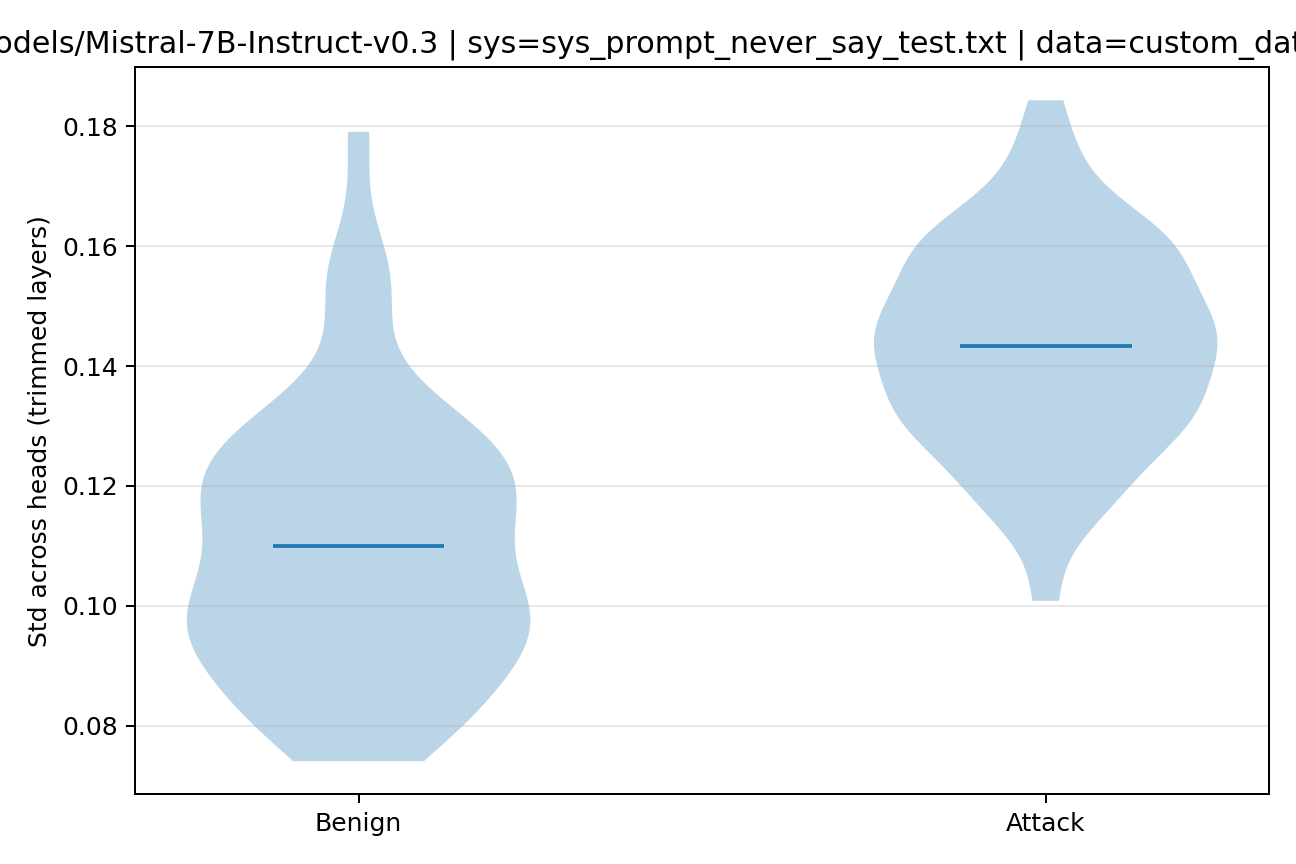 odels/Mistral-7B-Instruct-v0.3 | sys=sys_prompt_never_say_test.txt | data=custom_dat
Std across heads (trimmed layers)
0.18
0.16
0.14
0.12
0.10
0.08
Benign
Attack